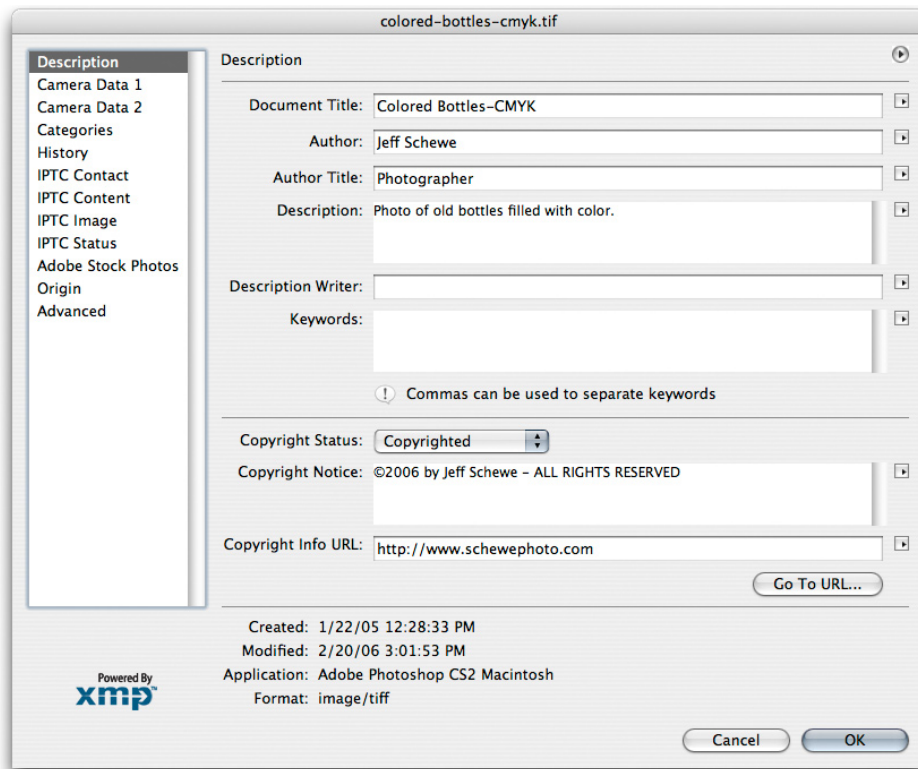 colored-bottles-cmyk.tif
Description
Camera Data 1
Camera Data 2
Categories
History
IPTC Contact
IPTC Content
IPTC Image
IPTC Status
Adobe Stock Photos
Origin
Advanced
Description
Document Title: Colored Bottles-CMYK
Author: Jeff Schewe
Author Title: Photographer
Description: Photo of old bottles filled with color.
Description Writer:
Keywords:
! Commas can be used to separate keywords
Copyright Status: Copyrighted
Copyright Notice: ©2006 by Jeff Schewe – ALL RIGHTS RESERVED
Copyright Info URL: http://www.schewephoto.com
Go To URL...
Created: 1/22/05 12:28:33 PM
Modified: 2/20/06 3:01:53 PM
Application: Adobe Photoshop CS2 Macintosh
Format: image/tiff
Powered By
xmp™
Cancel
OK